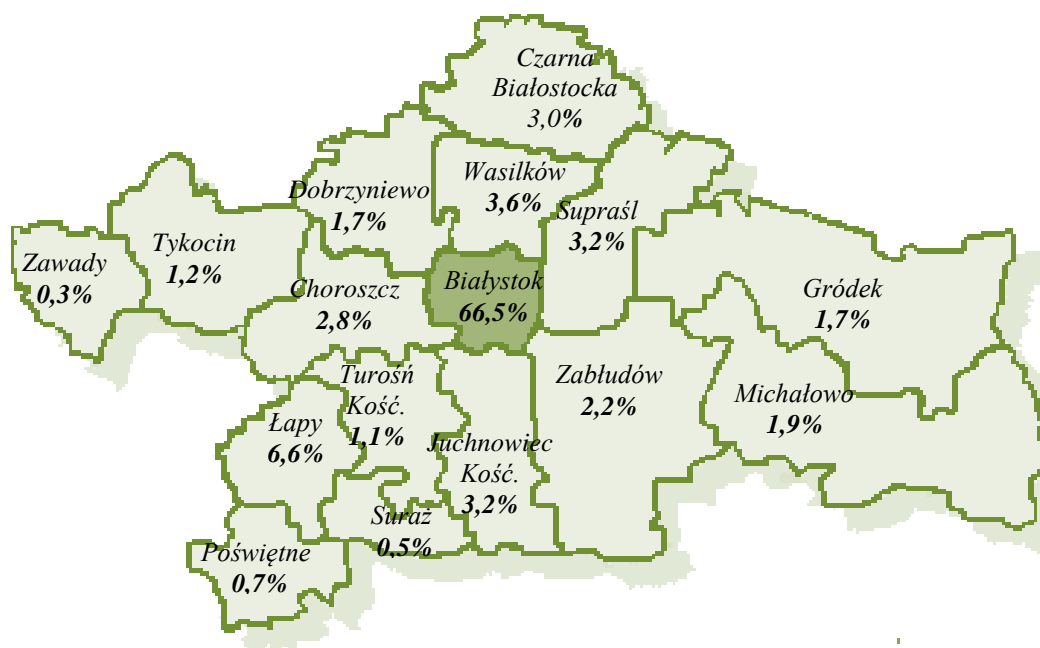 Czarna
Białostocka
3,0%
Dobrzyniewo
1,7%
Wasilków
3,6%
Supraśl
3,2%
Zawady
0,3%
Tykocin
1,2%
Choroszcz
2,8%
Białystok
66,5%
Gródek
1,7%
Turośń
Kość.
1,1%
Zabłudów
2,2%
Michałowo
1,9%
Łapy
6,6%
Juchnowiec
Kość.
3,2%
Suraż
0,5%
Poświętne
0,7%